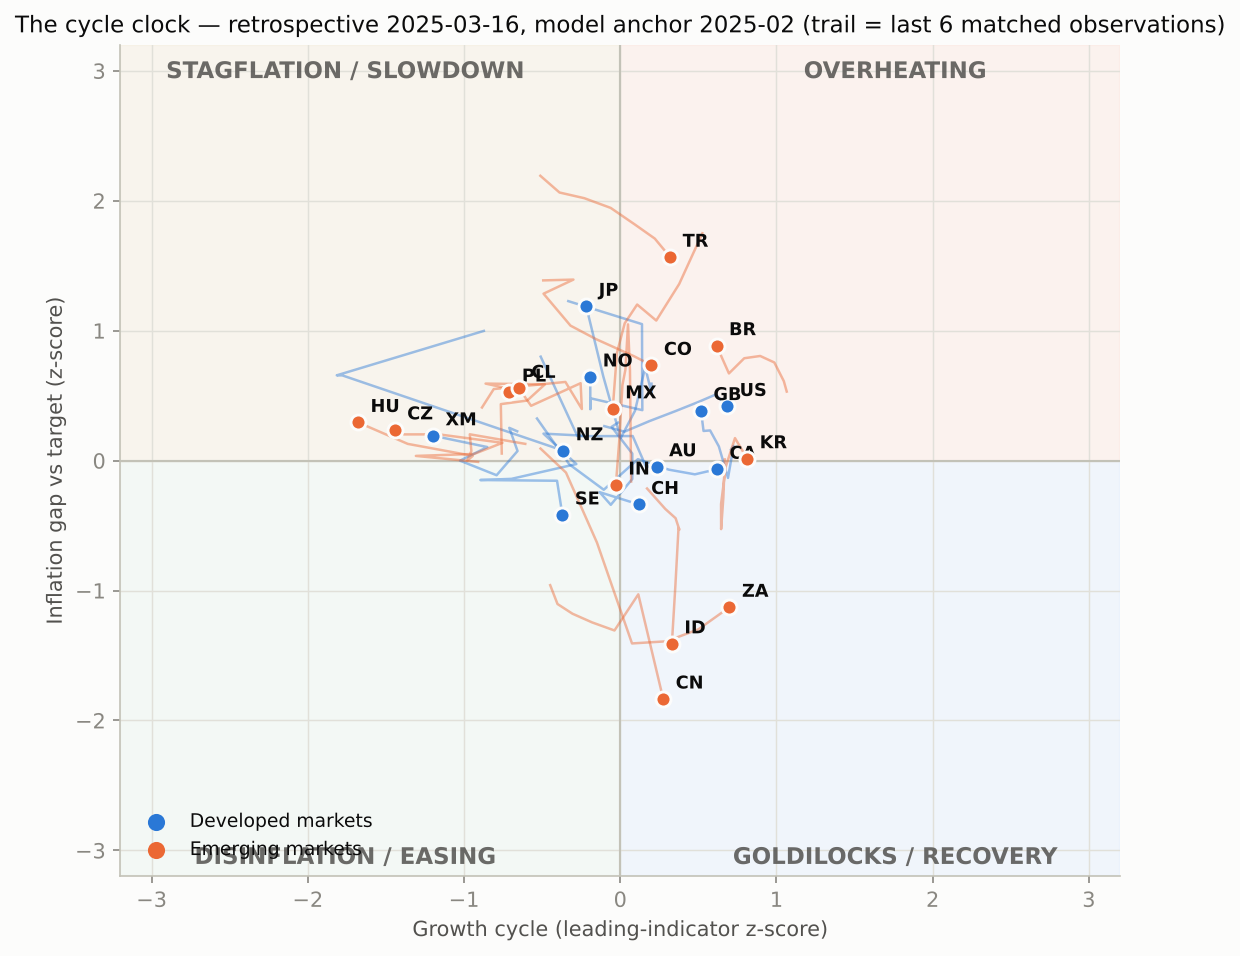 The cycle clock — retrospective 2025-03-16, model anchor 2025-02 (trail = last 6 matched observations)
STAGFLATION / SLOWDOWN
OVERHEATING
3
2
1
0
−1
−2
−3
Inflation gap vs target (z-score)
TR
JP
BR
CO
NO
PL
CL
MX
US
GB
HU
CZ
XM
NZ
KR
AU
CA
IN
CH
SE
ZA
ID
CN
Developed markets
Emerging markets
DISINFLATION / EASING
GOLDILOCKS / RECOVERY
−3
−2
−1
0
1
2
3
Growth cycle (leading-indicator z-score)